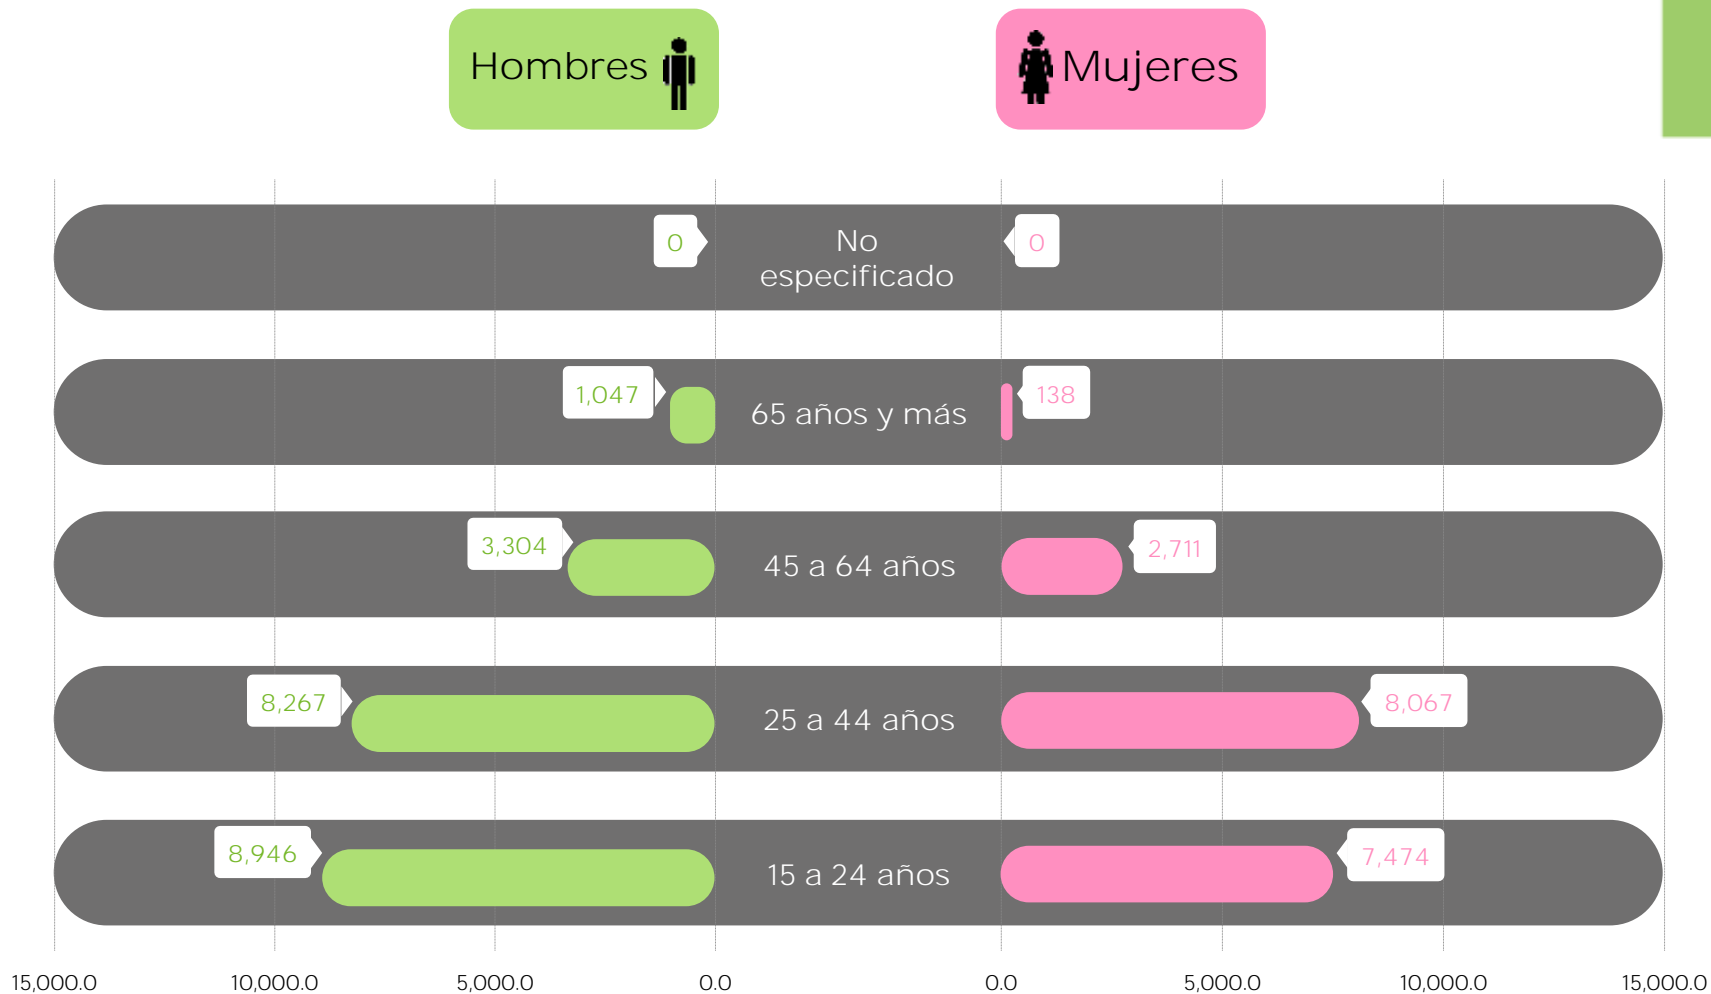 Hombres
Mujeres
0
No
especificado
0
1,047
65 años y más
138
3,304
45 a 64 años
2,711
8,267
25 a 44 años
8,067
8,946
15 a 24 años
7,474
15,000.0 10,000.0 5,000.0 0.0 0.0 5,000.0 10,000.0 15,000.0